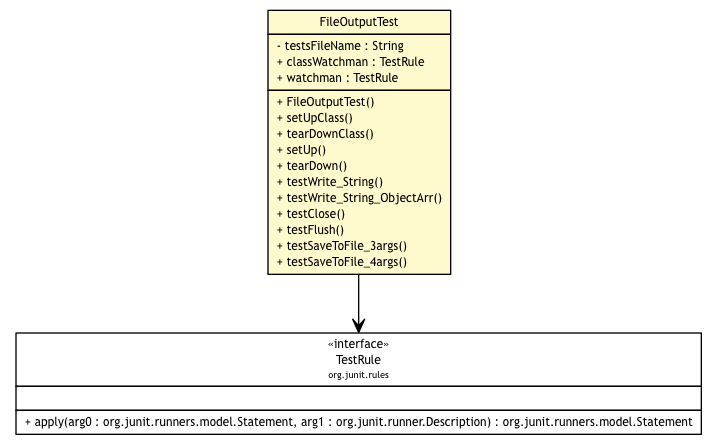 FileOutputTest
- testsFileName : String
+ classWatchman : TestRule
+ watchman : TestRule
+ FileOutputTest()
+ setUpClass()
+ tearDownClass()
+ setUp()
+ tearDown()
+ testWrite_String()
+ testWrite_String_ObjectArr()
+ testClose()
+ testFlush()
+ testSaveToFile_3args()
+ testSaveToFile_4args()
«interface»
TestRule
org.junit.rules
+ apply(arg0 : org.junit.runners.model.Statement, arg1 : org.junit.runner.Description) : org.junit.runners.model.Statement